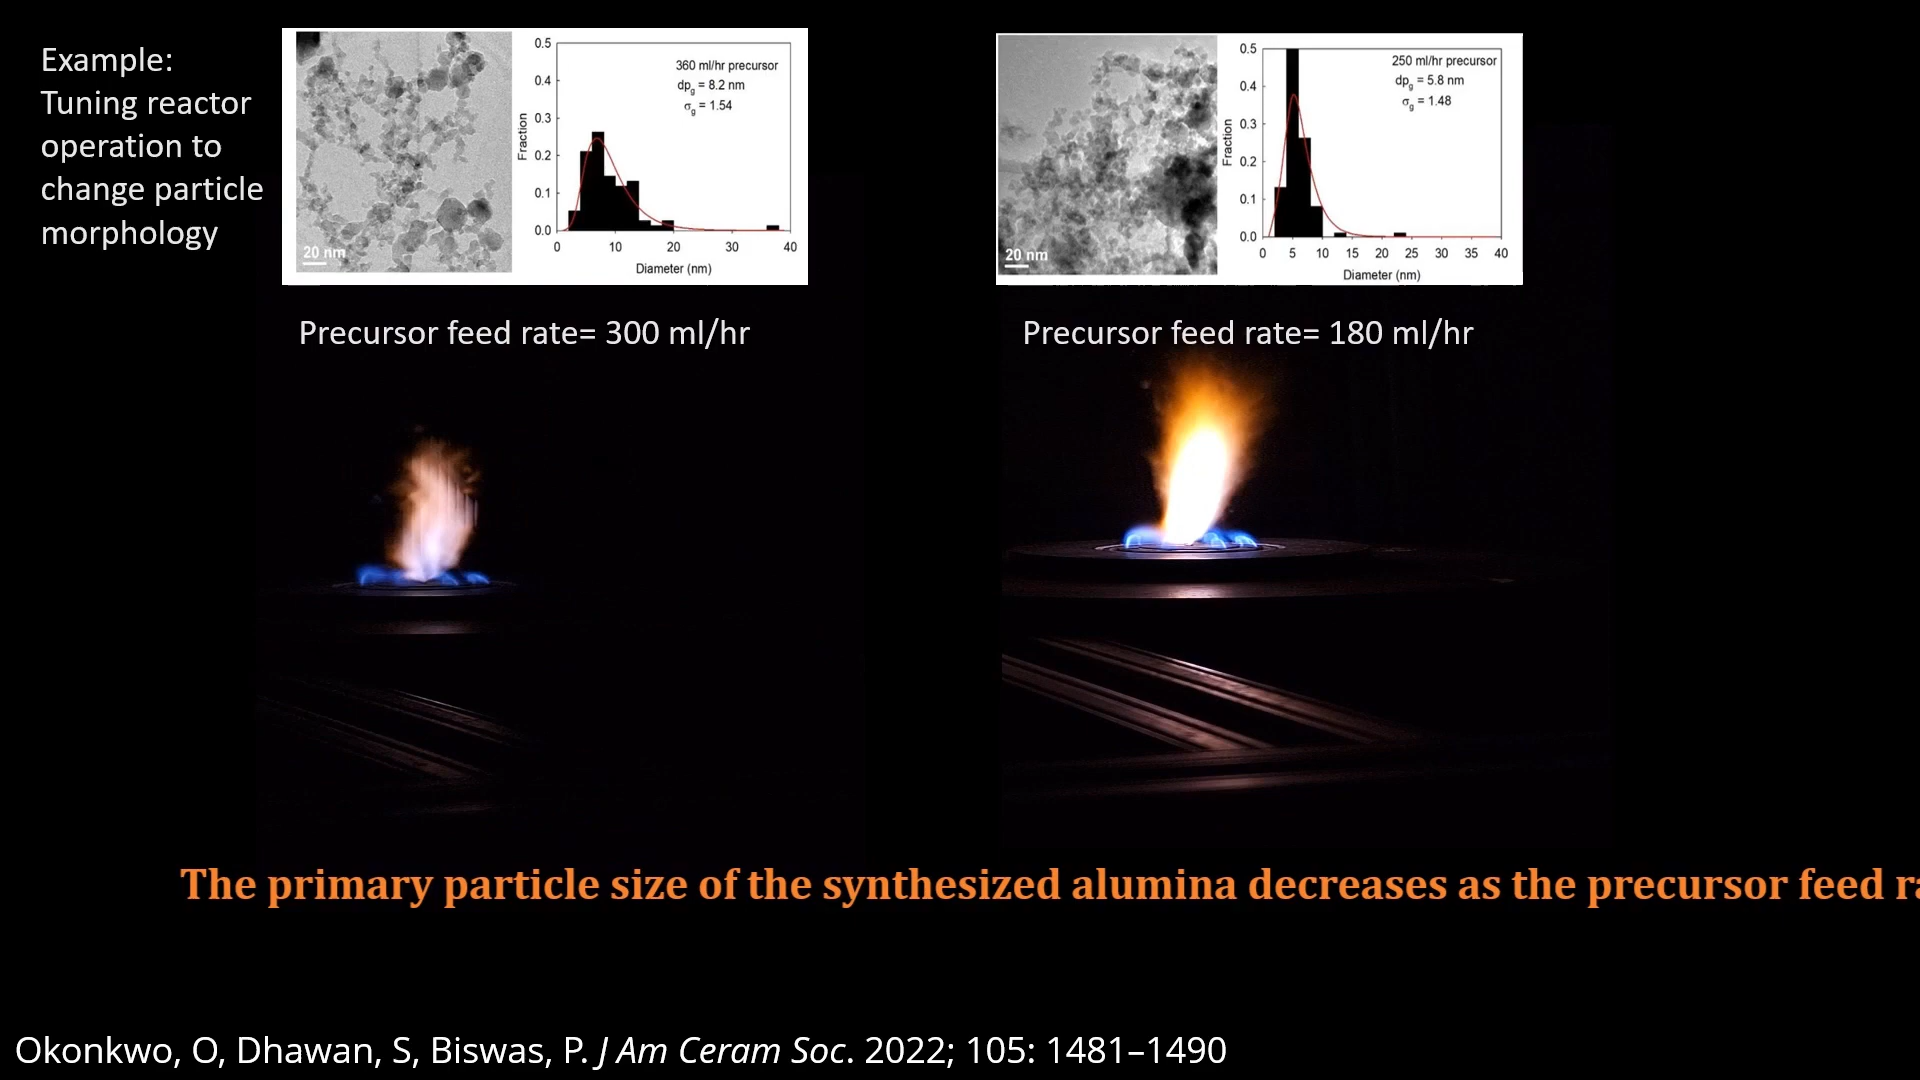 Example:
Tuning reactor
operation to
change particle
morphology
20 nm
0.5
0.4
0.3
0.2
0.1
0.0
Fraction
360 ml/hr precursor
dpg = 8.2 nm
σg = 1.54
0 10 20 30 40
Diameter (nm)
20 nm
0.5
0.4
0.3
0.2
0.1
0.0
Fraction
250 ml/hr precursor
dpg = 5.8 nm
σg = 1.48
0 5 10 15 20 25 30 35 40
Diameter (nm)
Precursor feed rate= 300 ml/hr
Precursor feed rate= 180 ml/hr
The primary particle size of the synthesized alumina decreases as the precursor feed
Okonkwo, O, Dhawan, S, Biswas, P. J Am Ceram Soc. 2022; 105: 1481–1490